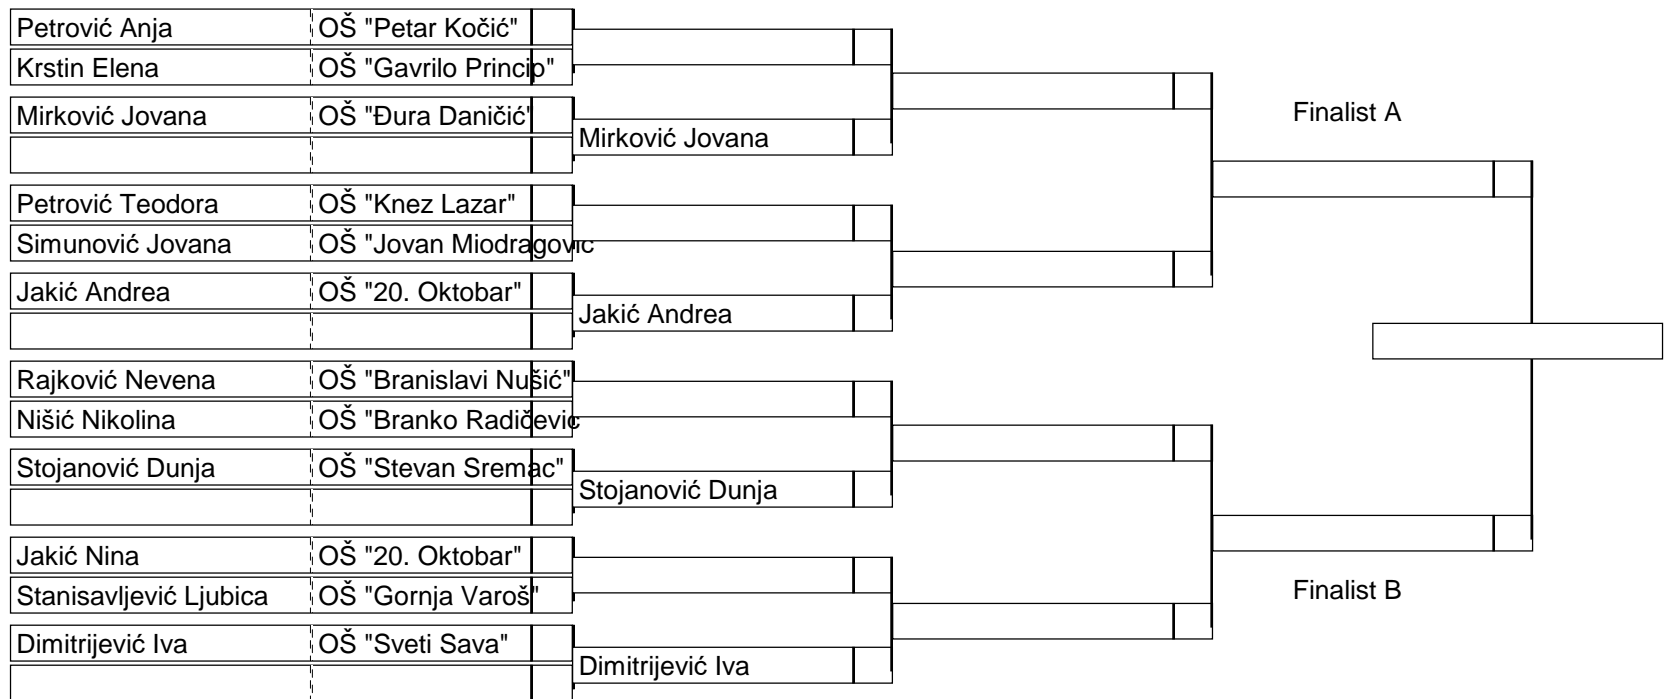 Petrović Anja OŠ "Petar Kočić"
Krstin Elena OŠ "Gavrilo Princip"
Finalist A
Mirković Jovana OŠ "Đura Daničić"
Mirković Jovana
Petrović Teodora OŠ "Knez Lazar"
Simunović Jovana OŠ "Jovan Miodragović
Jakić Andrea OŠ "20. Oktobar"
Jakić Andrea
Rajković Nevena OŠ "Branislavi Nušić"
Nišić Nikolina OŠ "Branko Radičević
Stojanović Dunja OŠ "Stevan Sremac"
Stojanović Dunja
Jakić Nina OŠ "20. Oktobar"
Stanisavljević Ljubica OŠ "Gornja Varoš"
Finalist B
Dimitrijević Iva OŠ "Sveti Sava"
Dimitrijević Iva